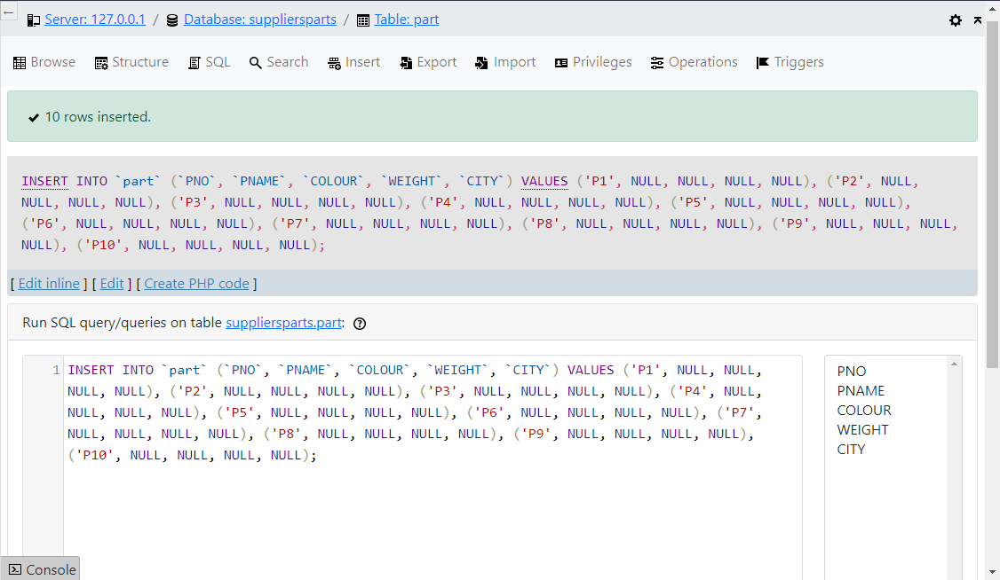 Server: 127.0.0.1 / Database: suppliersparts / Table: part
Browse Structure SQL Search Insert Export Import Privileges Operations Triggers
10 rows inserted.
INSERT INTO `part` (`PNO`, `PNAME`, `COLOUR`, `WEIGHT`, `CITY`) VALUES ('P1', NULL, NULL, NULL, NULL), ('P2', NULL,
NULL, NULL, NULL), ('P3', NULL, NULL, NULL, NULL), ('P4', NULL, NULL, NULL, NULL), ('P5', NULL, NULL, NULL, NULL),
('P6', NULL, NULL, NULL, NULL), ('P7', NULL, NULL, NULL, NULL), ('P8', NULL, NULL, NULL, NULL), ('P9', NULL, NULL, NULL,
NULL), ('P10', NULL, NULL, NULL, NULL);
[ Edit inline ] [ Edit ] [ Create PHP code ]
Run SQL query/queries on table suppliersparts.part:
1 INSERT INTO `part` (`PNO`, `PNAME`, `COLOUR`, `WEIGHT`, `CITY`) VALUES ('P1', NULL, NULL,
NULL, NULL), ('P2', NULL, NULL, NULL, NULL), ('P3', NULL, NULL, NULL, NULL), ('P4', NULL,
NULL, NULL, NULL), ('P5', NULL, NULL, NULL, NULL), ('P6', NULL, NULL, NULL, NULL), ('P7',
NULL, NULL, NULL, NULL), ('P8', NULL, NULL, NULL, NULL), ('P9', NULL, NULL, NULL, NULL),
('P10', NULL, NULL, NULL, NULL);
PNO
PNAME
COLOUR
WEIGHT
CITY
Console